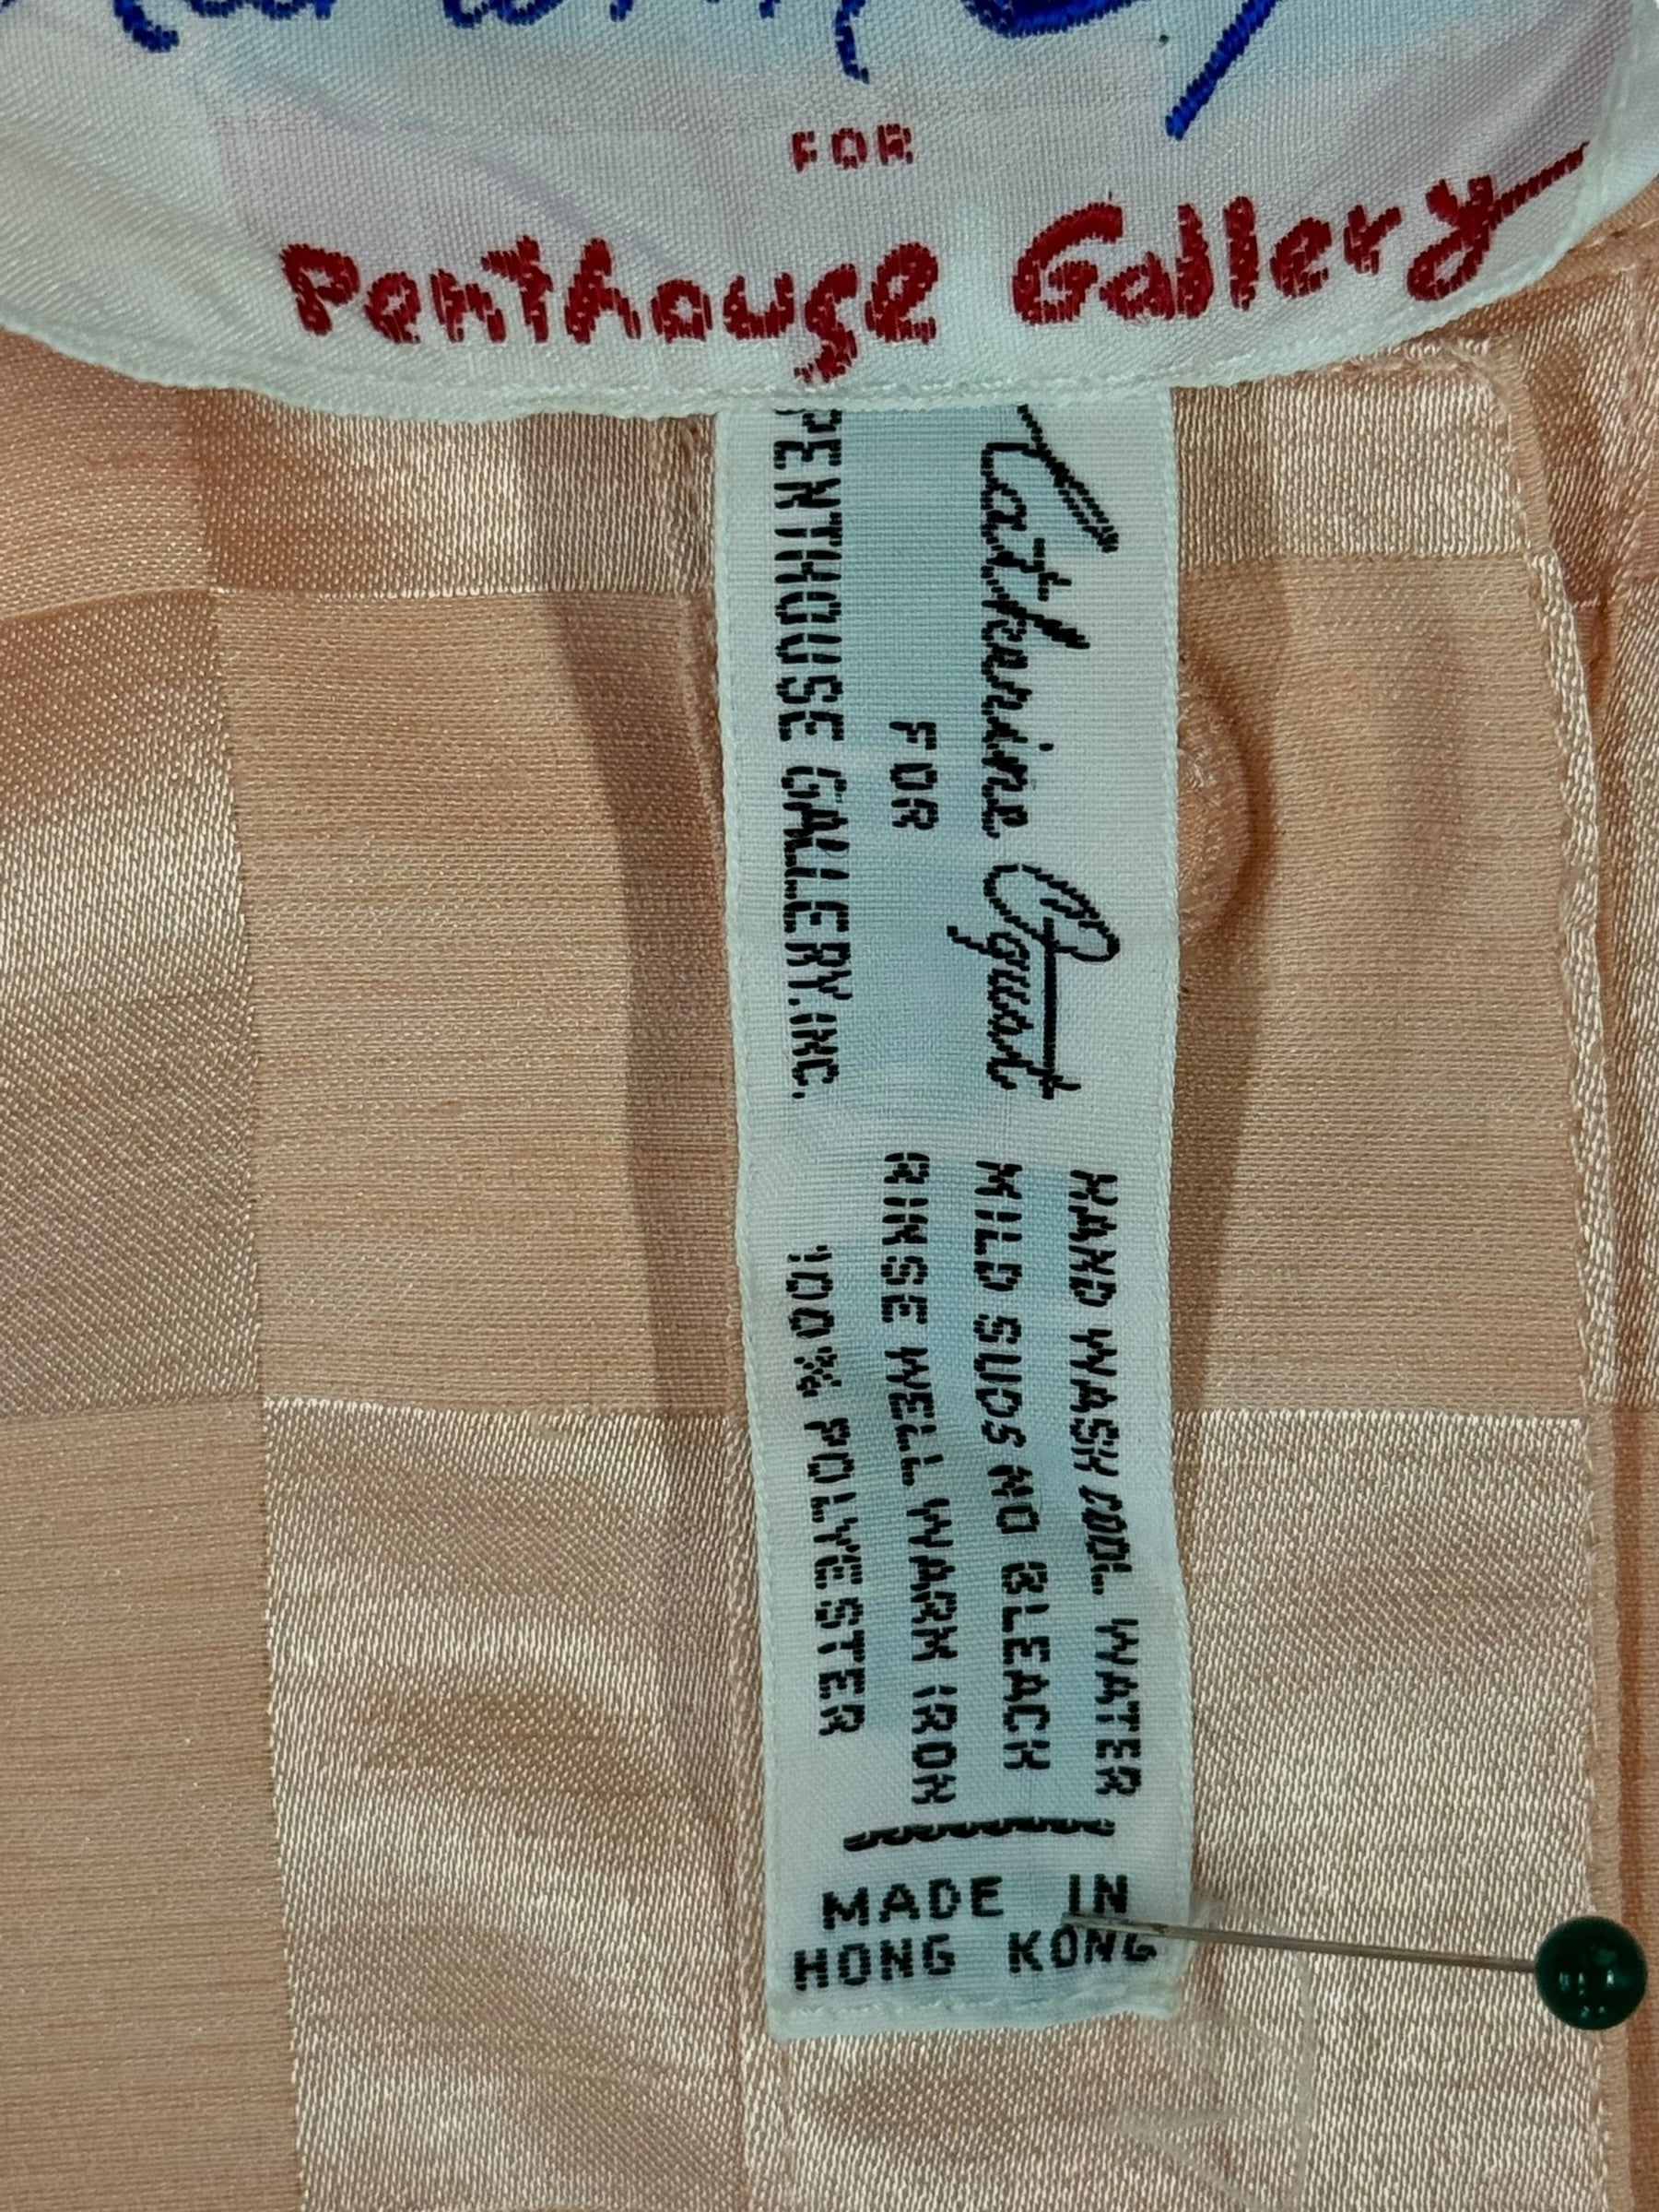 FOR
Penthouse Gallery
Catherine Ogust
FOR
PENTHOUSE GALLERY, INC.
HAND WASH COOL WATER
MILD SUDS NO BLEACH
RINSE WELL WARM IRON
100% POLYESTER
MADE IN
HONG KONG